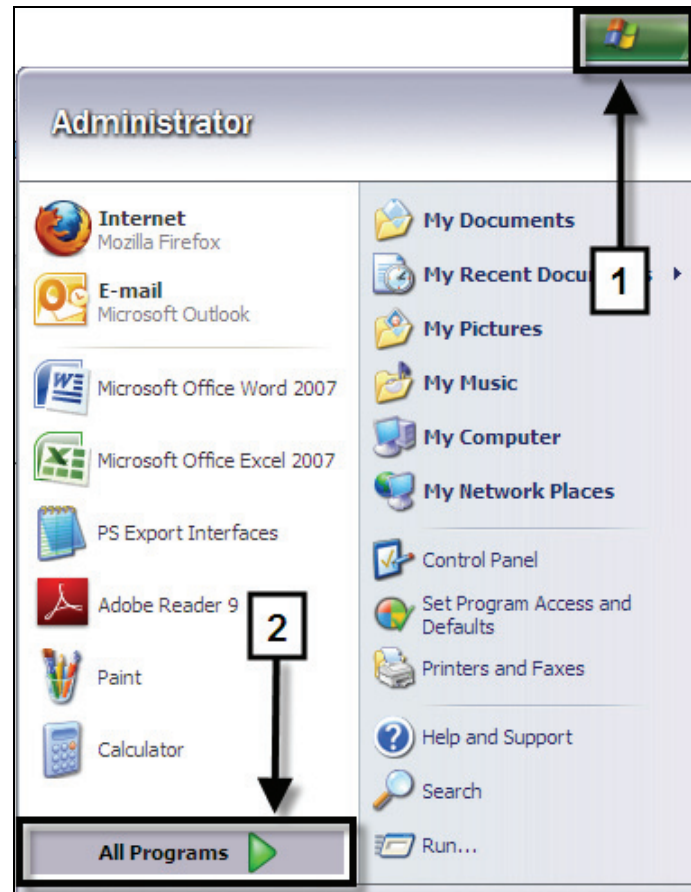 Administrator
Internet
Mozilla Firefox
E-mail
Microsoft Outlook
Microsoft Office Word 2007
Microsoft Office Excel 2007
PS Export Interfaces
Adobe Reader 9
2
Paint
Calculator
All Programs
My Documents
My Recent
1
My Pictures
My Music
My Computer
My Network Places
Control Panel
Set Program Access and
Defaults
Printers and Faxes
Help and Support
Search
Run...